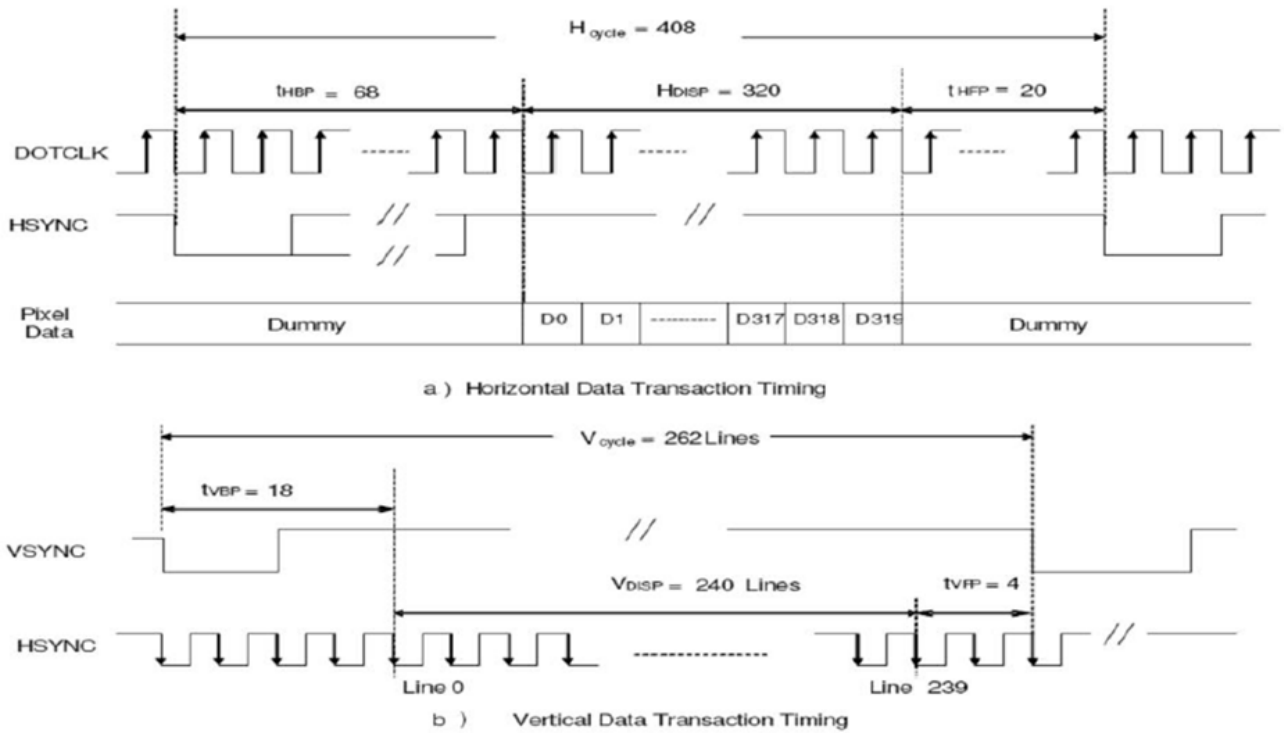 H cycle = 408
tHBP = 68
HDISP = 320
t HFP = 20
DOTCLK
HSYNC
Pixel Data
Dummy
D0
D1
D317
D318
D319
Dummy
a ) Horizontal Data Transaction Timing
V cycle = 262 Lines
tVBP = 18
VSYNC
VDISP = 240 Lines
tVFP = 4
HSYNC
Line 0
Line 239
b ) Vertical Data Transaction Timing